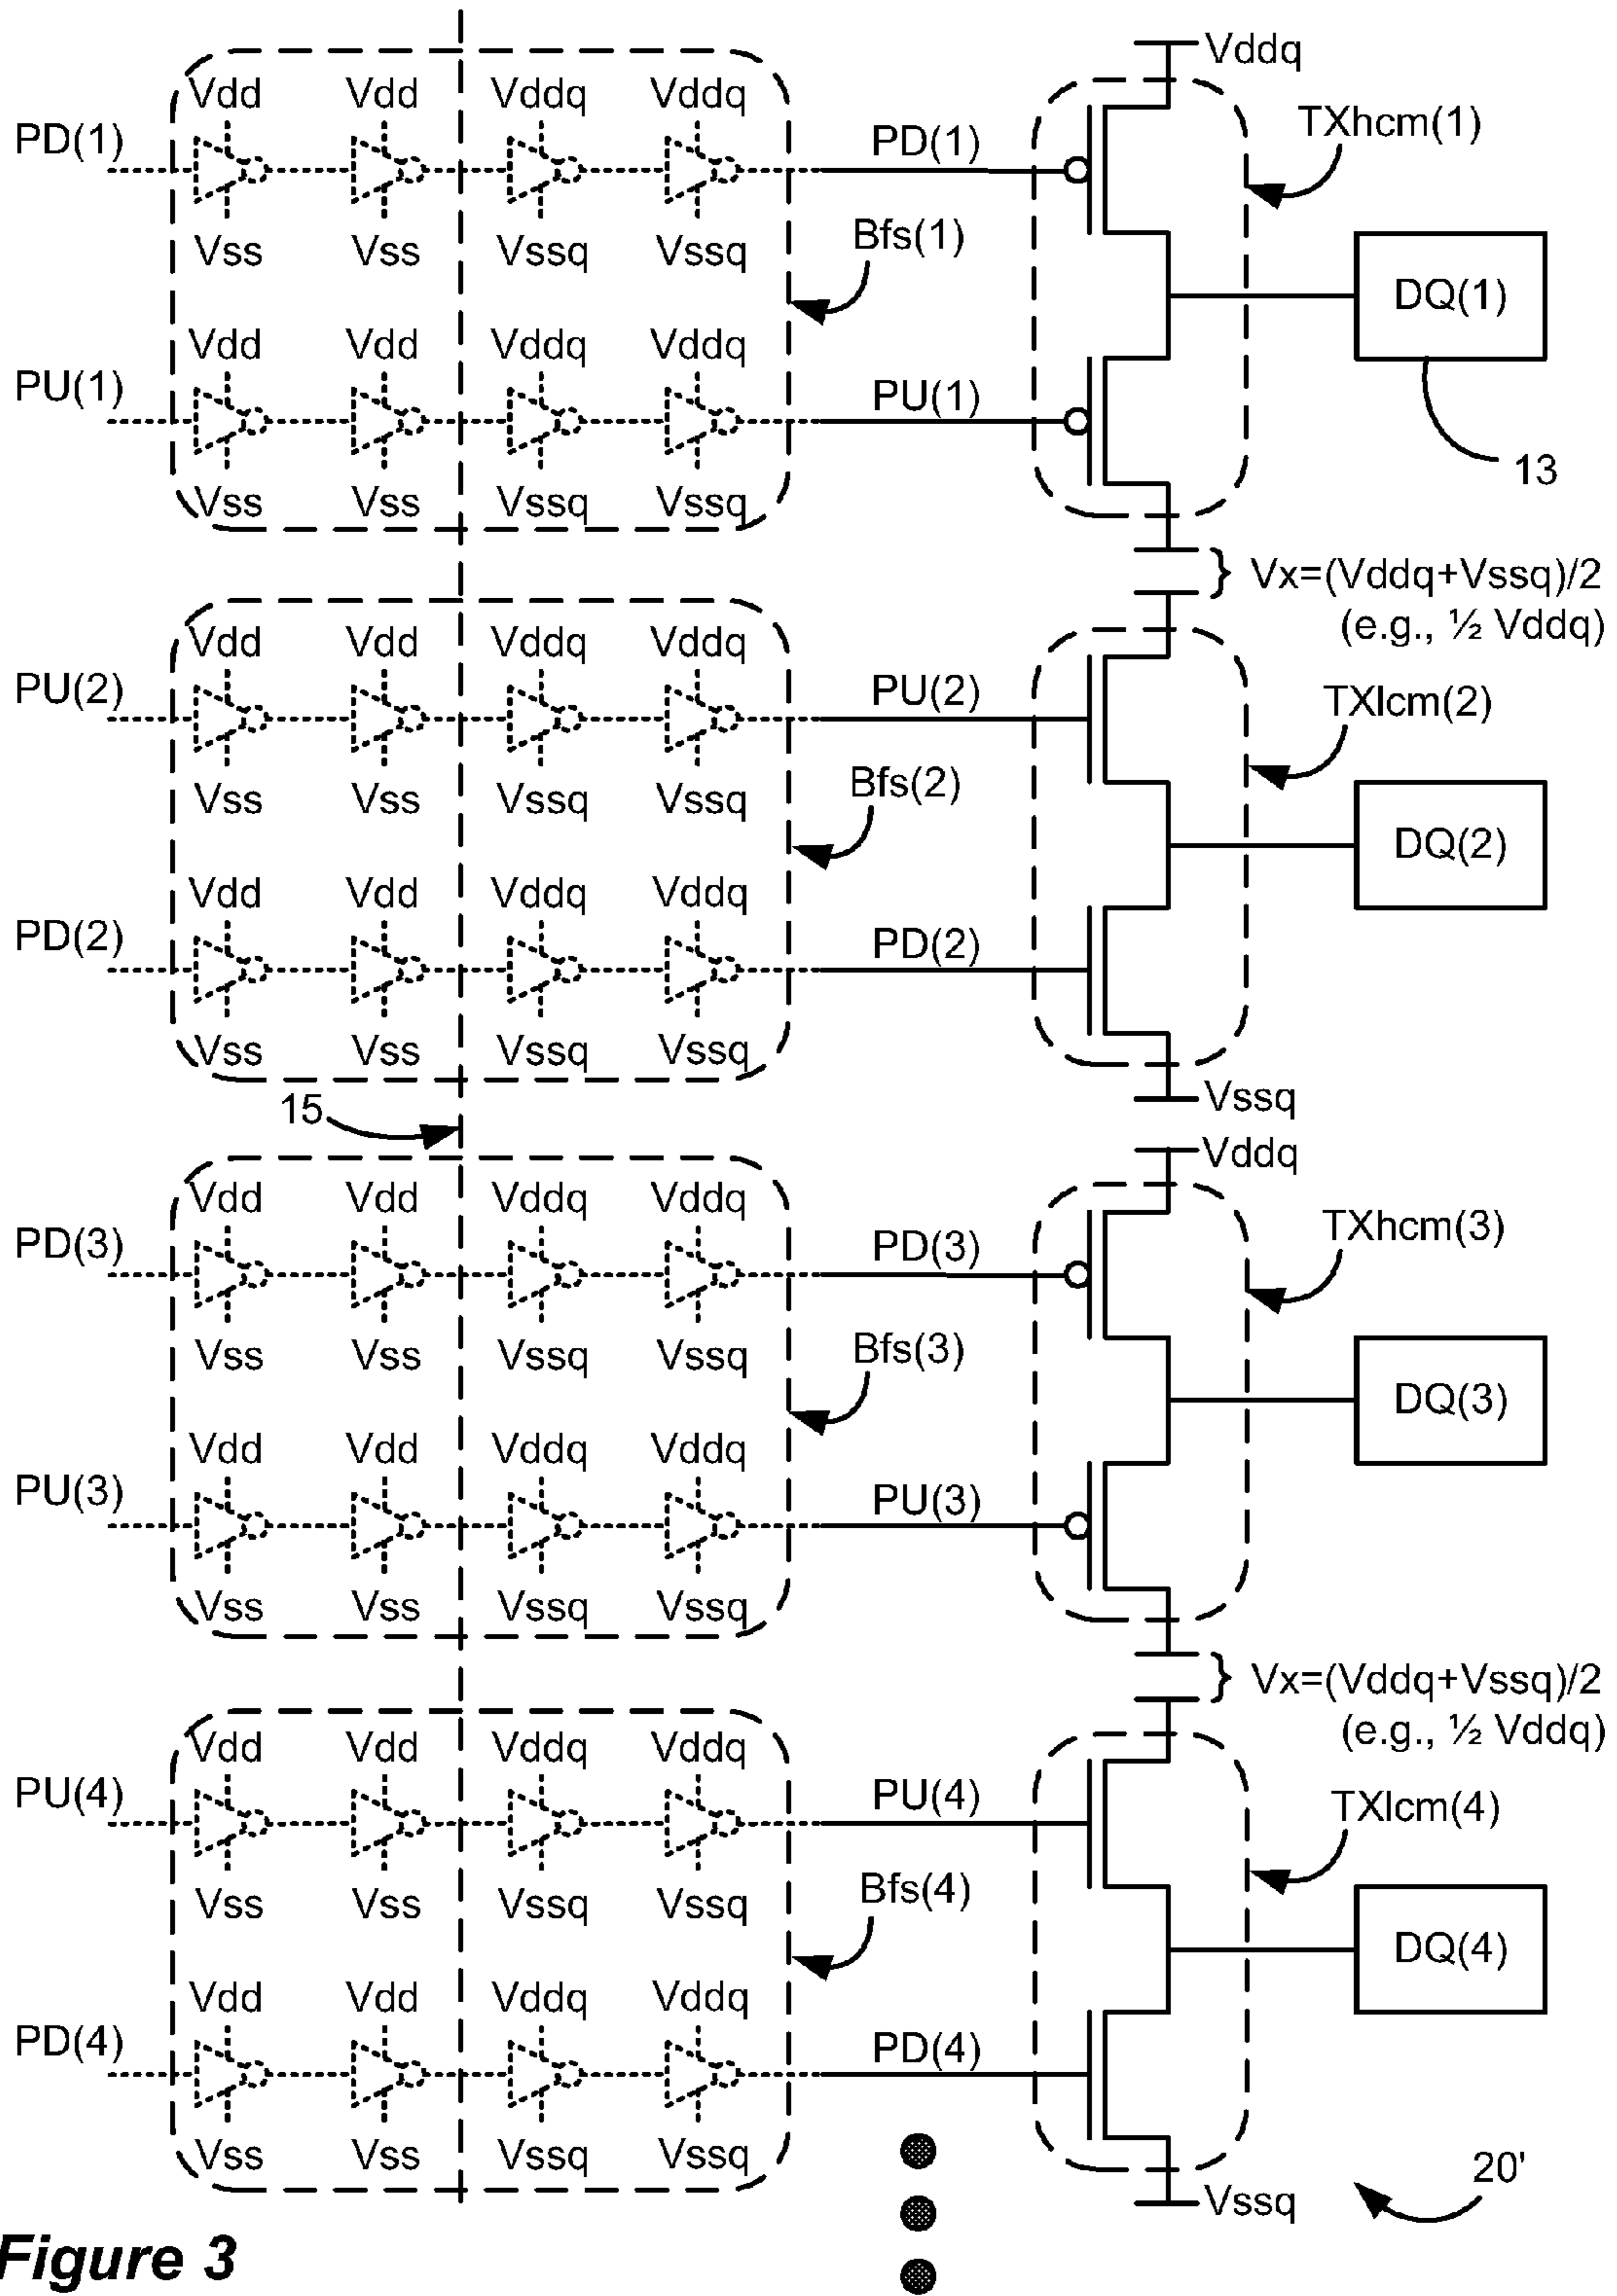 Vddq
Vdd Vdd Vddq Vddq
PD(1) PD(1) TXhcm(1)
Vss Vss Vssq Vssq
Bfs(1)
DQ(1)
Vdd Vdd Vddq Vddq
PU(1) PU(1)
13
Vss Vss Vssq Vssq
Vx=(Vddq+Vssq)/2
(e.g., ½ Vddq)
Vdd Vdd Vddq Vddq
PU(2) PU(2) TXlcm(2)
Vss Vss Vssq Vssq
Bfs(2)
DQ(2)
Vdd Vdd Vddq Vddq
PD(2) PD(2)
Vss Vss Vssq Vssq
Vssq
15
Vddq
Vdd Vdd Vddq Vddq
TXhcm(3)
PD(3) PD(3)
Vss Vss Vssq Vssq
Bfs(3)
DQ(3)
Vdd Vdd Vddq Vddq
PU(3) PU(3)
Vss Vss Vssq Vssq
Vx=(Vddq+Vssq)/2
(e.g., ½ Vddq)
Vdd Vdd Vddq Vddq
PU(4) PU(4) TXlcm(4)
Vss Vss Vssq Vssq
Bfs(4)
DQ(4)
Vdd Vdd Vddq Vddq
PD(4) PD(4)
Vss Vss Vssq Vssq
20'
Vssq
Figure 3